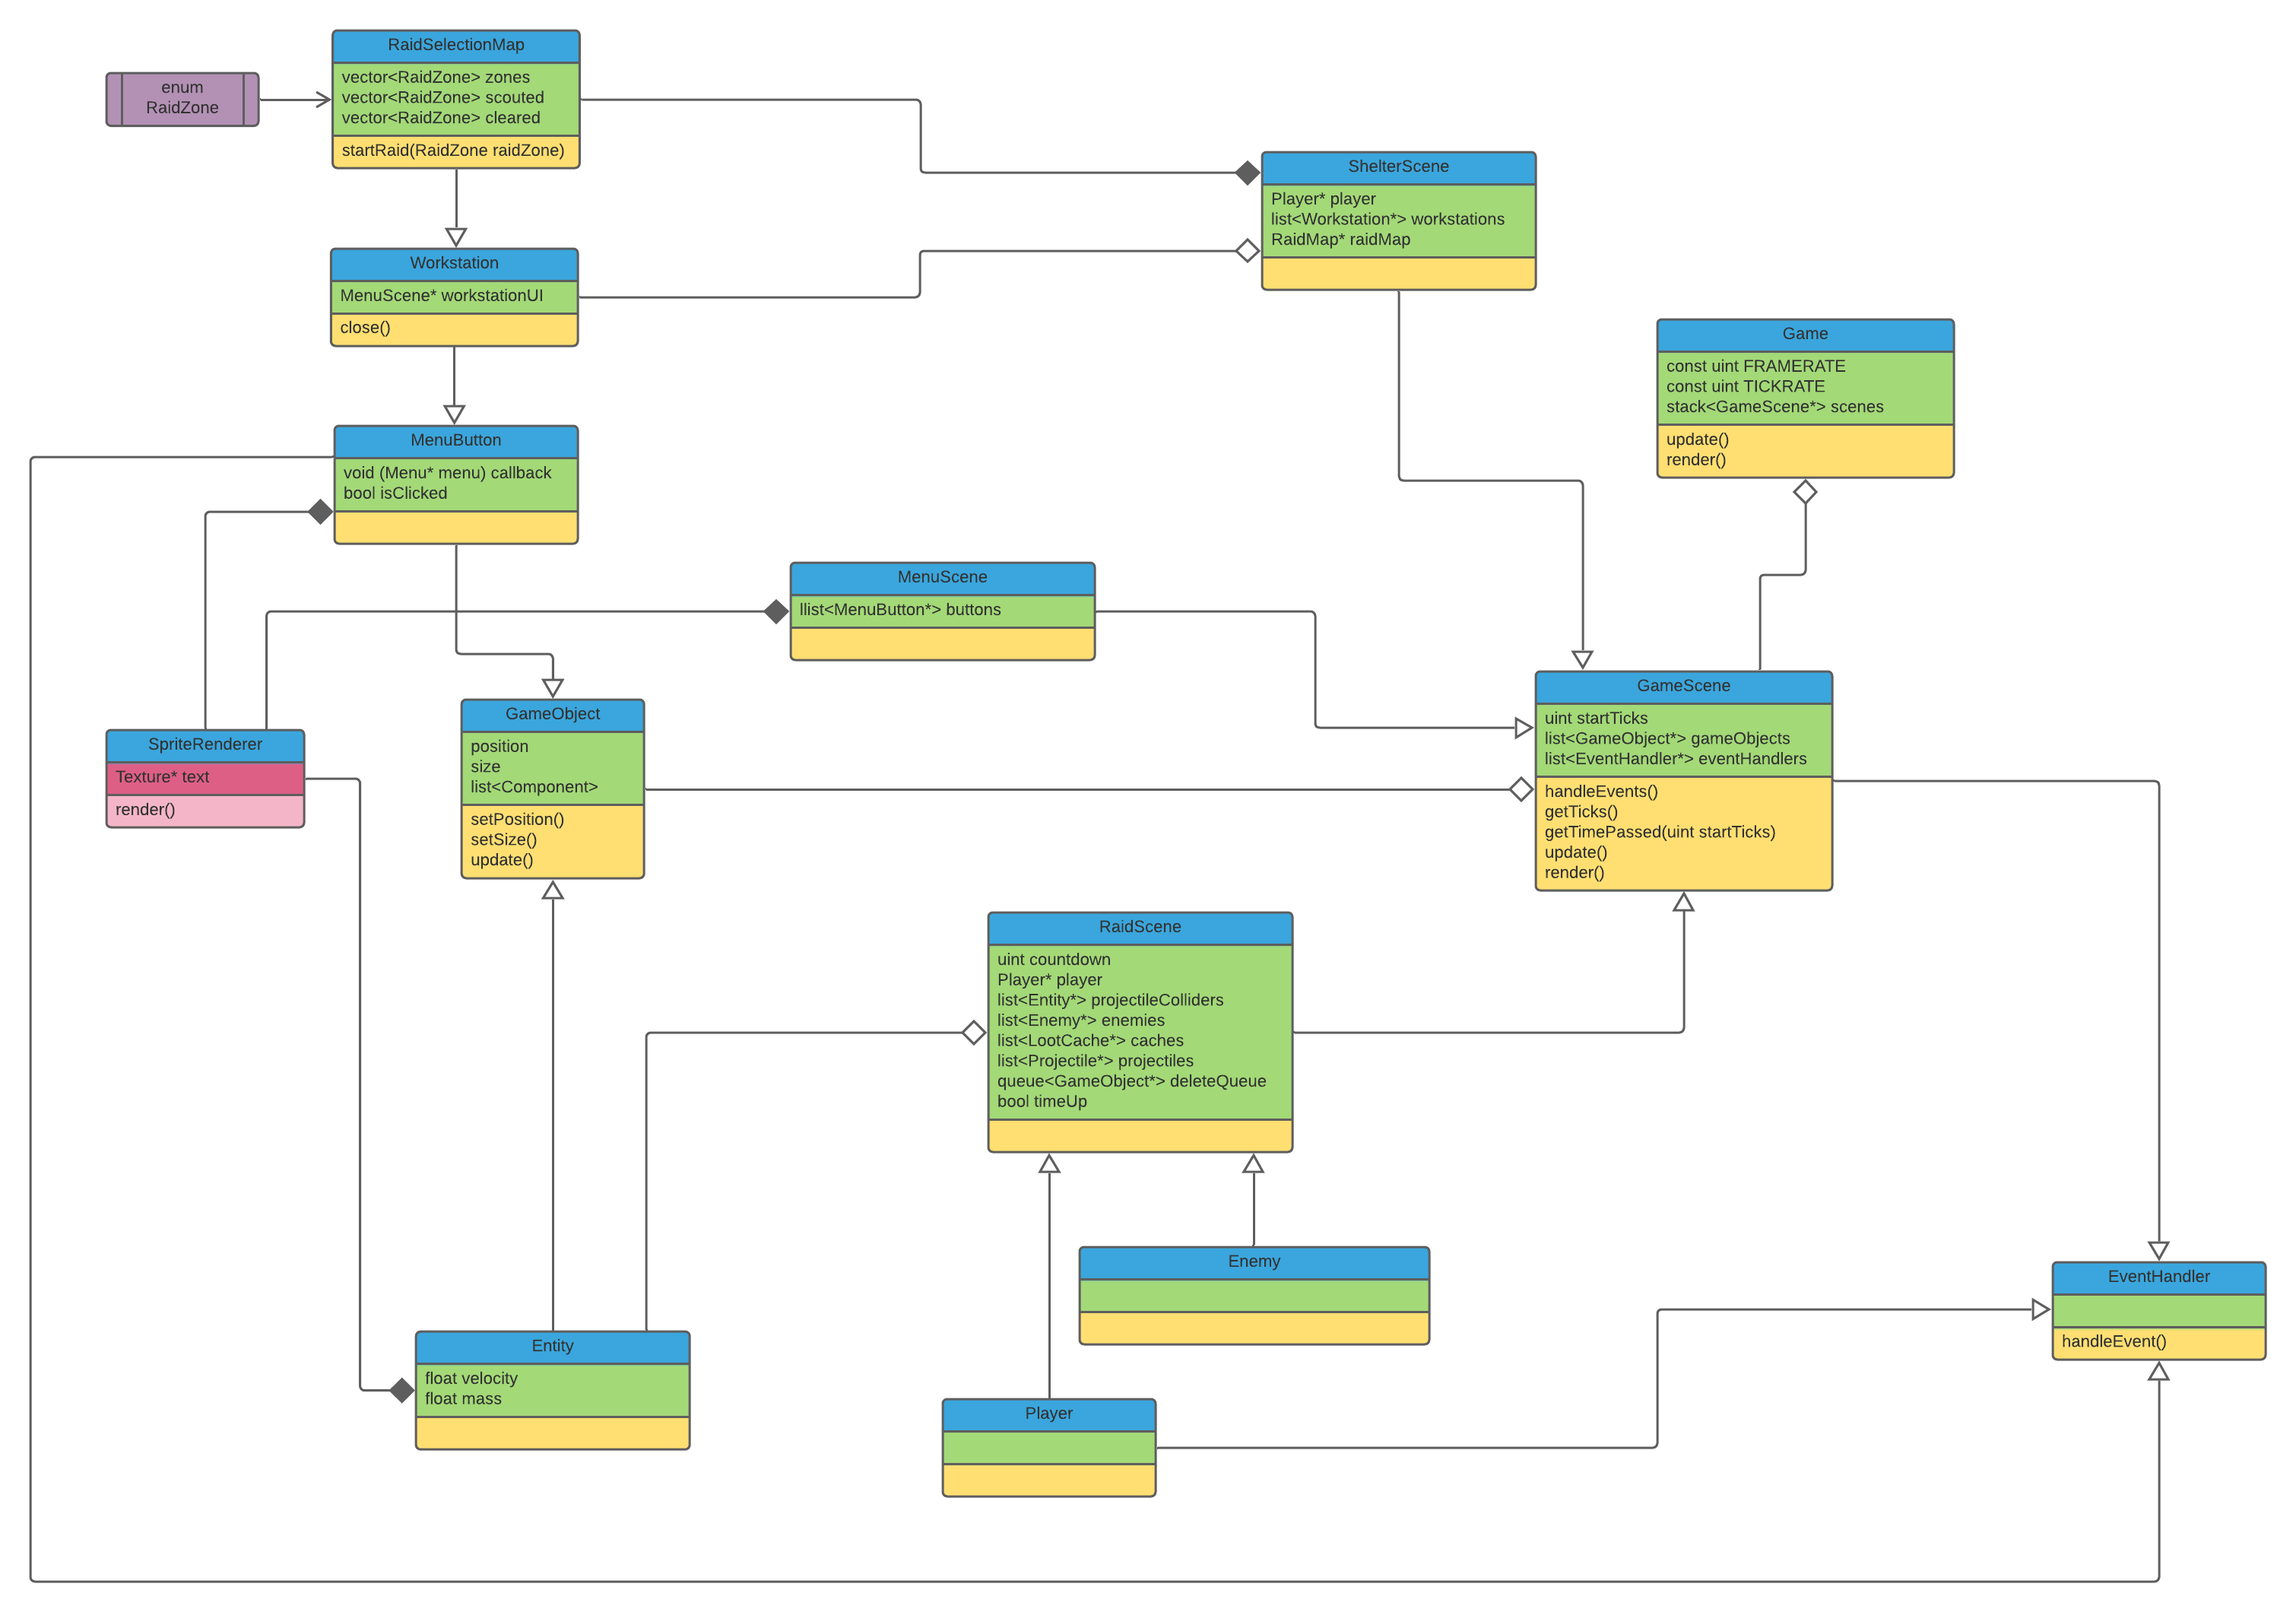 RaidSelectionMap
vector<RaidZone> zones
vector<RaidZone> scouted
vector<RaidZone> cleared
startRaid(RaidZone raidZone)
enum
RaidZone
ShelterScene
Player* player
list<Workstation*> workstations
RaidMap* raidMap
Workstation
MenuScene* workstationUI
close()
Game
const uint FRAMERATE
const uint TICKRATE
stack<GameScene*> scenes
update()
render()
MenuButton
void (Menu* menu) callback
bool isClicked
MenuScene
llist<MenuButton*> buttons
GameScene
uint startTicks
list<GameObject*> gameObjects
list<EventHandler*> eventHandlers
handleEvents()
getTicks()
getTimePassed(uint startTicks)
update()
render()
GameObject
position
size
list<Component>
setPosition()
setSize()
update()
SpriteRenderer
Texture* text
render()
RaidScene
uint countdown
Player* player
list<Entity*> projectileColliders
list<Enemy*> enemies
list<LootCache*> caches
list<Projectile*> projectiles
queue<GameObject*> deleteQueue
bool timeUp
Enemy
EventHandler
handleEvent()
Entity
float velocity
float mass
Player